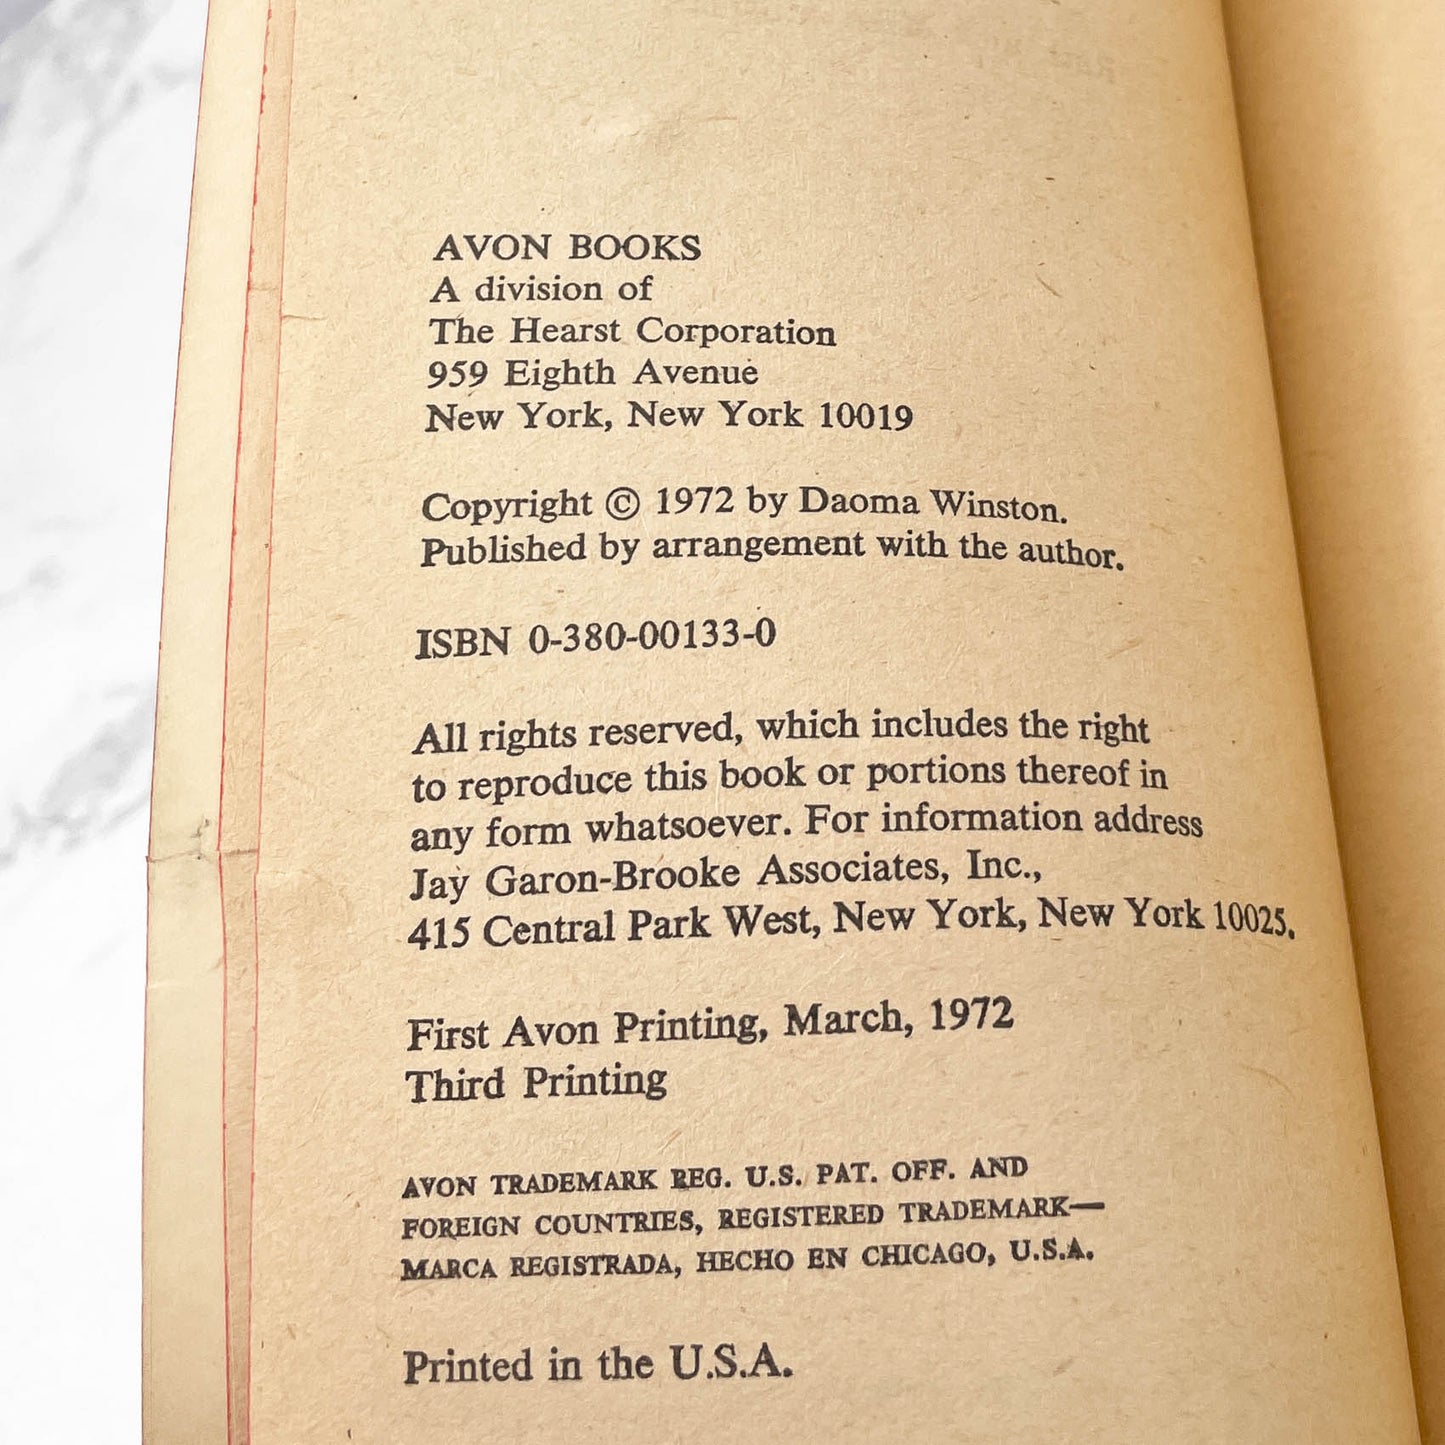 AVON BOOKS
A division of
The Hearst Corporation
959 Eighth Avenue
New York, New York 10019
Copyright © 1972 by Daoma Winston.
Published by arrangement with the author.
ISBN 0-380-00133-0
All rights reserved, which includes the right
to reproduce this book or portions thereof in
any form whatsoever. For information address
Jay Garon-Brooke Associates, Inc.,
415 Central Park West, New York, New York 10025.
First Avon Printing, March, 1972
Third Printing
AVON TRADEMARK REG. U.S. PAT. OFF. AND
FOREIGN COUNTRIES, REGISTERED TRADEMARK—
MARCA REGISTRADA, HECHO EN CHICAGO, U.S.A.
Printed in the U.S.A.